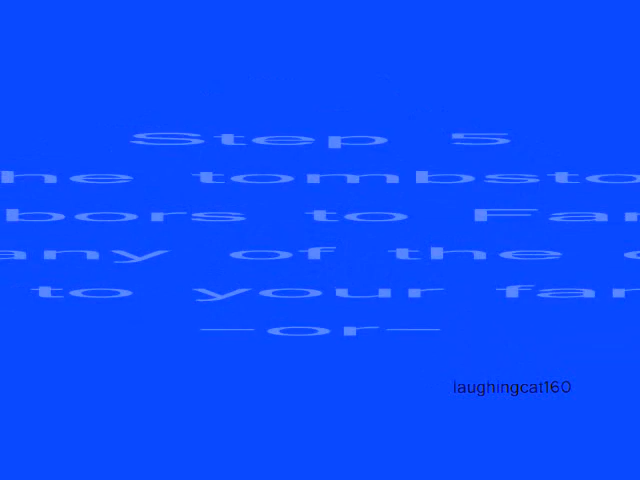 Step 5
he tombsto
bors to Fa
any of the
to your fa
—or—
laughingcat160